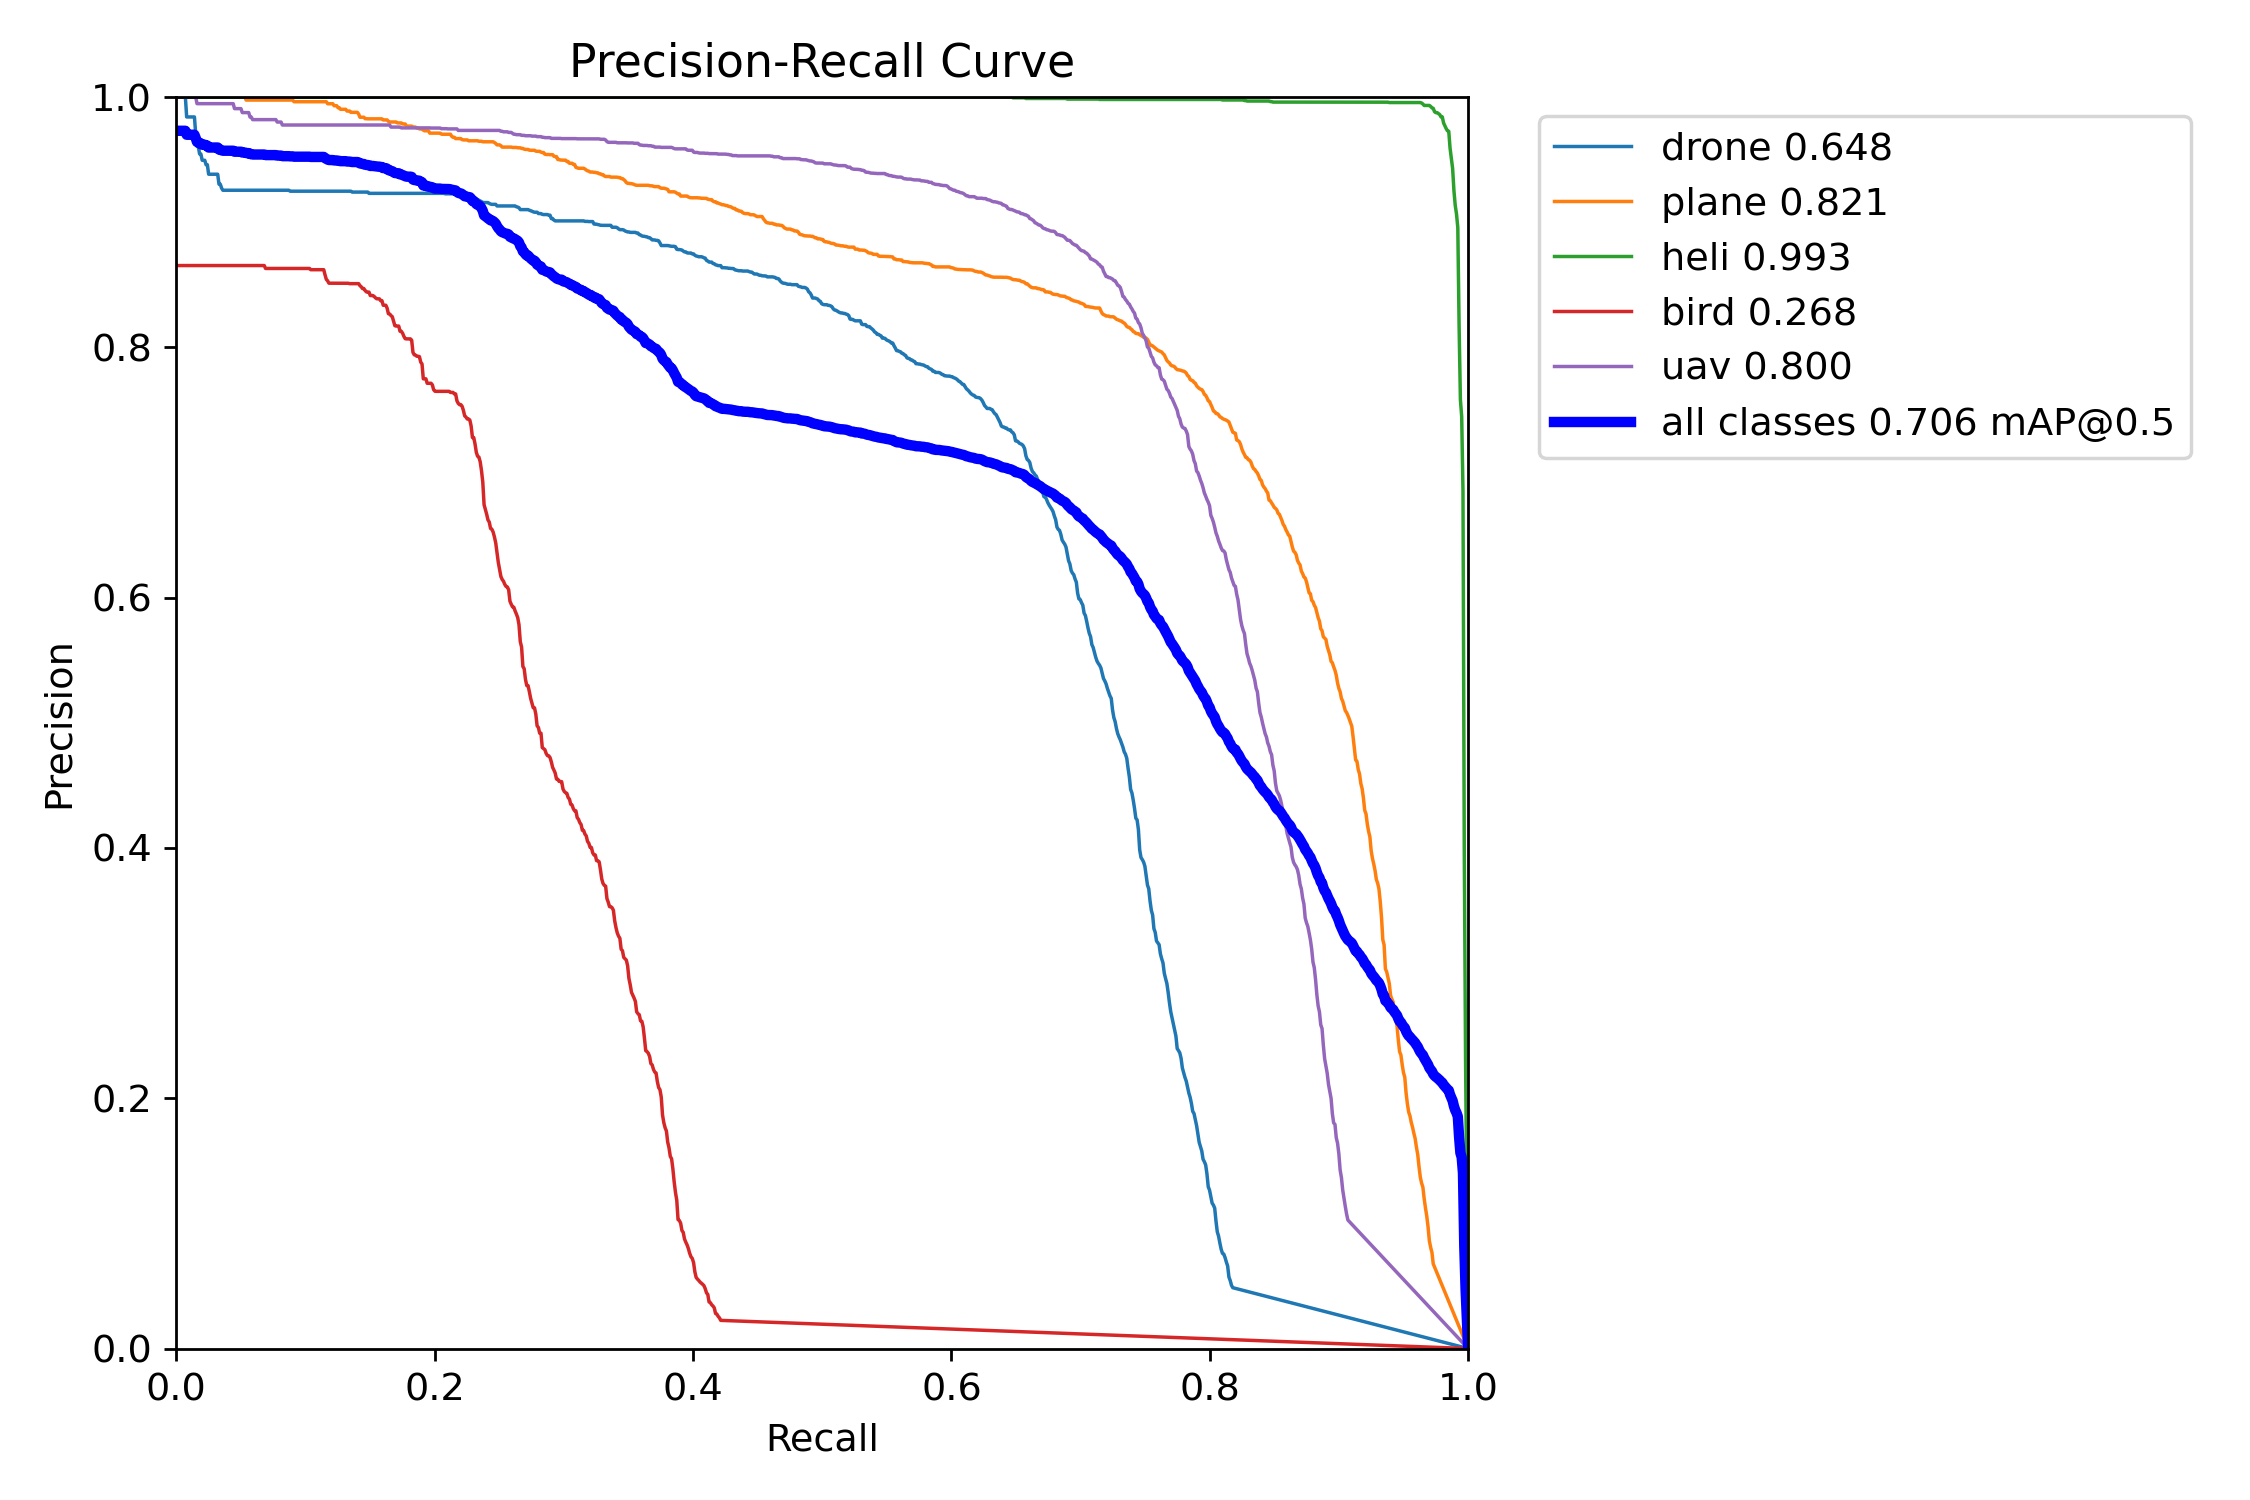 Precision-Recall Curve
1.0
0.8
0.6
0.4
0.2
0.0
Precision
0.0 0.2 0.4 0.6 0.8 1.0
Recall
drone 0.648
plane 0.821
heli 0.993
bird 0.268
uav 0.800
all classes 0.706 mAP@0.5